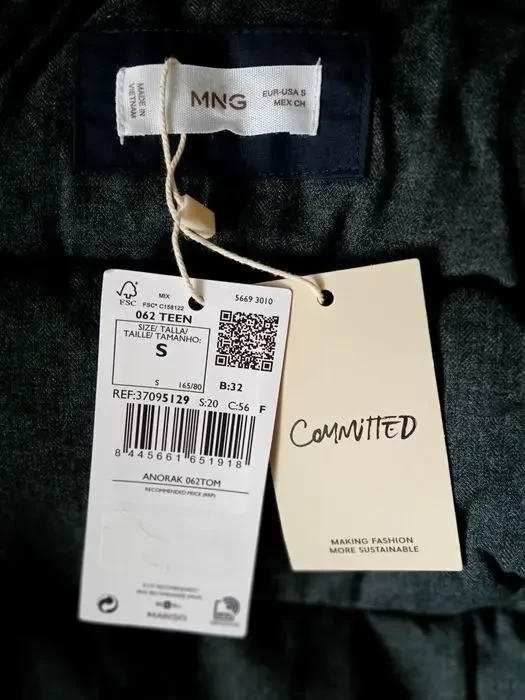 MADE IN
VIETNAM
MNG
EUR-USA S
MEX CH
FSC
MIX
FSC® C158122
5669 3010
062 TEEN
SIZE/ TALLA/
TAILLE/ TAMANHO:
S
S 165/80
B:32
REF:37095129 S:20 C:56 F
8 445661 651918
ANORAK 062TOM
RECOMMENDED PRICE (RRP)
COMMITTED
MAKING FASHION
MORE SUSTAINABLE